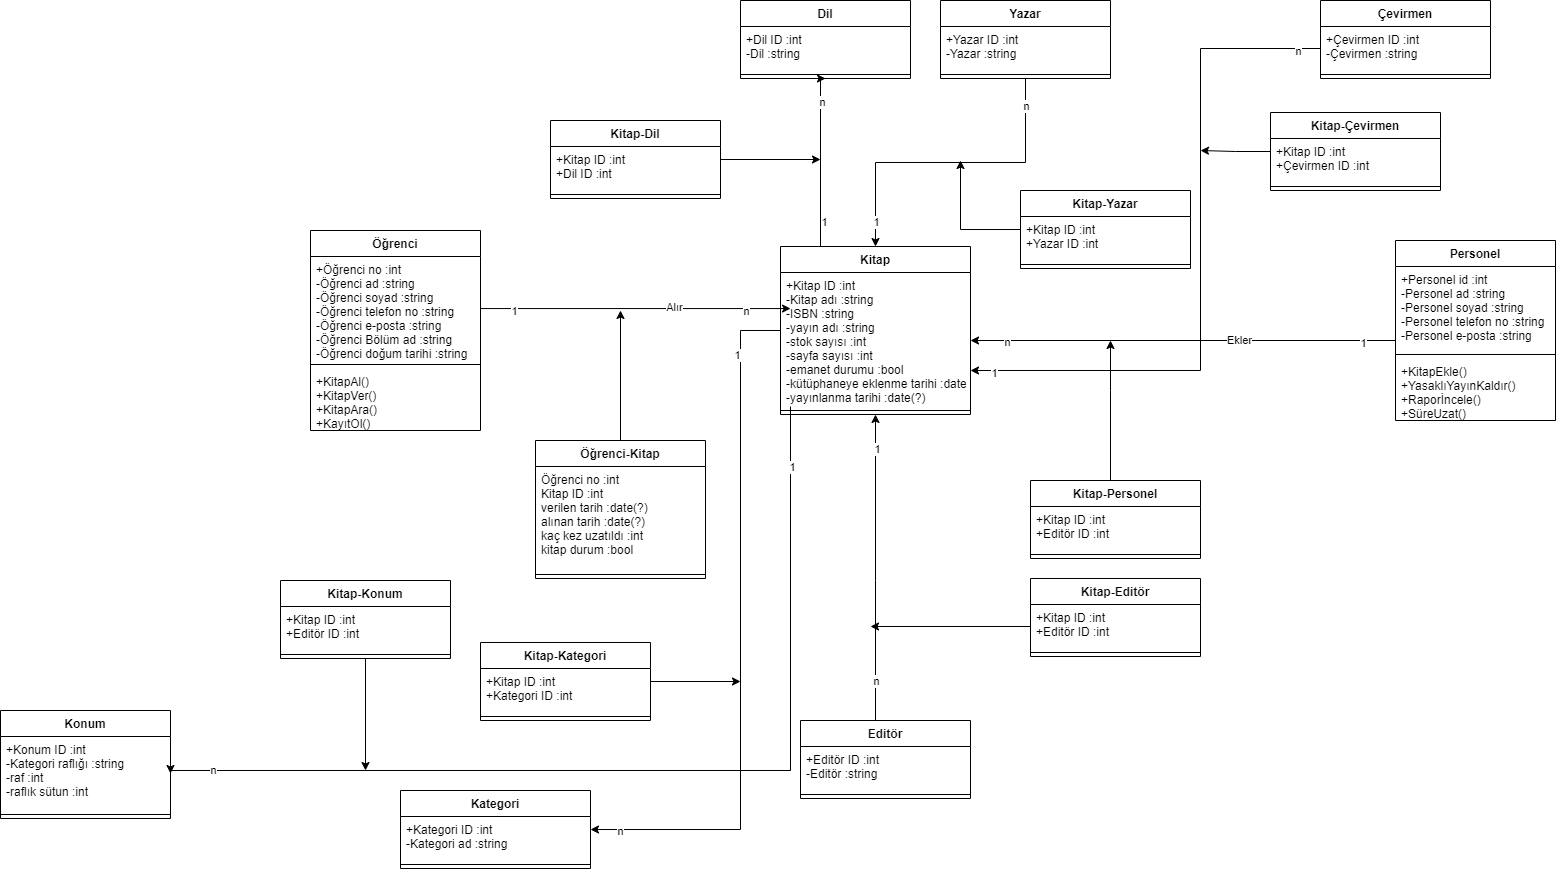 Dil
+Dil ID :int
-Dil :string
Yazar
+Yazar ID :int
-Yazar :string
Çevirmen
+Çevirmen ID :int
-Çevirmen :string
n
n
n
Kitap-Dil
+Kitap ID :int
+Dil ID :int
Kitap-Çevirmen
+Kitap ID :int
+Çevirmen ID :int
Kitap-Yazar
+Kitap ID :int
+Yazar ID :int
1
1
Öğrenci
+Öğrenci no :int
-Öğrenci ad :string
-Öğrenci soyad :string
-Öğrenci telefon no :string
-Öğrenci e-posta :string
-Öğrenci Bölüm ad :string
-Öğrenci doğum tarihi :string
+KitapAl()
+KitapVer()
+KitapAra()
+KayıtOl()
1
Alır
n
Kitap
+Kitap ID :int
-Kitap adı :string
-ISBN :string
-yayın adı :string
-stok sayısı :int
-sayfa sayısı :int
-emanet durumu :bool
-kütüphaneye eklenme tarihi :date
-yayınlanma tarihi :date(?)
n
Ekler
1
1
Personel
+Personel id :int
-Personel ad :string
-Personel soyad :string
-Personel telefon no :string
-Personel e-posta :string
+KitapEkle()
+YasaklıYayınKaldır()
+Raporİncele()
+SüreUzat()
1
1
1
Öğrenci-Kitap
Öğrenci no :int
Kitap ID :int
verilen tarih :date(?)
alınan tarih :date(?)
kaç kez uzatıldı :int
kitap durum :bool
Kitap-Personel
+Kitap ID :int
+Editör ID :int
Kitap-Konum
+Kitap ID :int
+Editör ID :int
Kitap-Editör
+Kitap ID :int
+Editör ID :int
Kitap-Kategori
+Kitap ID :int
+Kategori ID :int
n
Konum
+Konum ID :int
-Kategori raflığı :string
-raf :int
-raflık sütun :int
n
Editör
+Editör ID :int
-Editör :string
Kategori
+Kategori ID :int
-Kategori ad :string
n